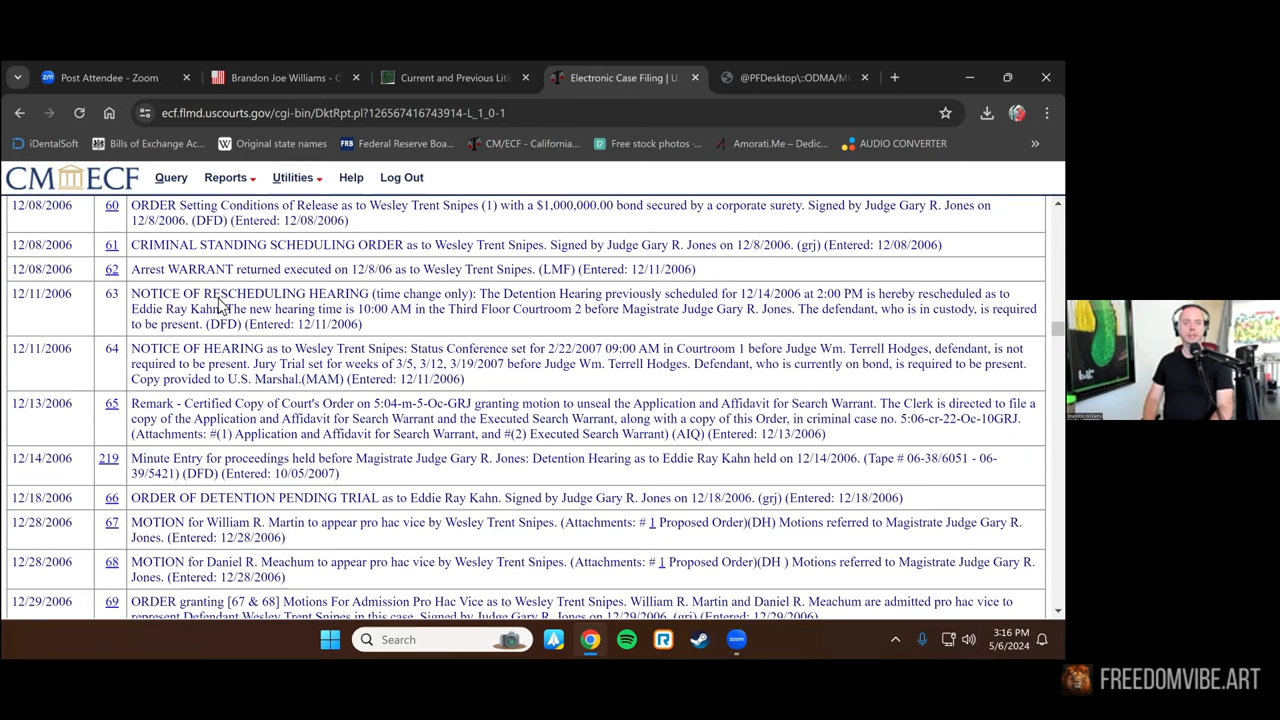 Post Attendee - Zoom
Brandon Joe Williams - C
Current and Previous Liti
Electronic Case Filing | U.
@PFDesktop\::ODMA/M
ecf.flmd.uscourts.gov/cgi-bin/DktRpt.pl?126567416743914-L_1_0-1
iDentalSoft
Bills of Exchange Ac...
Original state names
Federal Reserve Boa...
CM/ECF - California...
Free stock photos -...
Amorati.Me – Dedic...
AUDIO CONVERTER
CM ECF Query Reports Utilities Help Log Out
12/08/2006 60 ORDER Setting Conditions of Release as to Wesley Trent Snipes (1) with a $1,000,000.00 bond secured by a corporate surety. Signed by Judge Gary R. Jones on
12/8/2006. (DFD) (Entered: 12/08/2006)
12/08/2006 61 CRIMINAL STANDING SCHEDULING ORDER as to Wesley Trent Snipes. Signed by Judge Gary R. Jones on 12/8/2006. (grj) (Entered: 12/08/2006)
12/08/2006 62 Arrest WARRANT returned executed on 12/8/06 as to Wesley Trent Snipes. (LMF) (Entered: 12/11/2006)
12/11/2006 63 NOTICE OF RESCHEDULING HEARING (time change only): The Detention Hearing previously scheduled for 12/14/2006 at 2:00 PM is hereby rescheduled as to
Eddie Ray Kahn. The new hearing time is 10:00 AM in the Third Floor Courtroom 2 before Magistrate Judge Gary R. Jones. The defendant, who is in custody, is required
to be present. (DFD) (Entered: 12/11/2006)
12/11/2006 64 NOTICE OF HEARING as to Wesley Trent Snipes: Status Conference set for 2/22/2007 09:00 AM in Courtroom 1 before Judge Wm. Terrell Hodges, defendant, is not
required to be present. Jury Trial set for weeks of 3/5, 3/12, 3/19/2007 before Judge Wm. Terrell Hodges. Defendant, who is currently on bond, is required to be present.
Copy provided to U.S. Marshal.(MAM) (Entered: 12/11/2006)
12/13/2006 65 Remark - Certified Copy of Court's Order on 5:04-m-5-Oc-GRJ granting motion to unseal the Application and Affidavit for Search Warrant. The Clerk is directed to file a
copy of the Application and Affidavit for Search Warrant and the Executed Search Warrant, along with a copy of this Order, in criminal case no. 5:06-cr-22-Oc-10GRJ.
(Attachments: #(1) Application and Affidavit for Search Warrant, and #(2) Executed Search Warrant) (AIQ) (Entered: 12/13/2006)
12/14/2006 219 Minute Entry for proceedings held before Magistrate Judge Gary R. Jones: Detention Hearing as to Eddie Ray Kahn held on 12/14/2006. (Tape # 06-38/6051 - 06-
39/5421) (DFD) (Entered: 10/05/2007)
12/18/2006 66 ORDER OF DETENTION PENDING TRIAL as to Eddie Ray Kahn. Signed by Judge Gary R. Jones on 12/18/2006. (grj) (Entered: 12/18/2006)
12/28/2006 67 MOTION for William R. Martin to appear pro hac vice by Wesley Trent Snipes. (Attachments: # 1 Proposed Order)(DH) Motions referred to Magistrate Judge Gary R.
Jones. (Entered: 12/28/2006)
12/28/2006 68 MOTION for Daniel R. Meachum to appear pro hac vice by Wesley Trent Snipes. (Attachments: # 1 Proposed Order)(DH ) Motions referred to Magistrate Judge Gary R.
Jones. (Entered: 12/28/2006)
12/29/2006 69 ORDER granting [67 & 68] Motions For Admission Pro Hac Vice as to Wesley Trent Snipes. William R. Martin and Daniel R. Meachum are admitted pro hac vice to
represent Defendant Wesley Trent Snipes in this case. Signed by Judge Gary R. Jones on 12/29/2006. (grj) (Entered: 12/29/2006)
Brandon Williams
Search
3:16 PM
5/6/2024
FREEDOMVIBE.ART